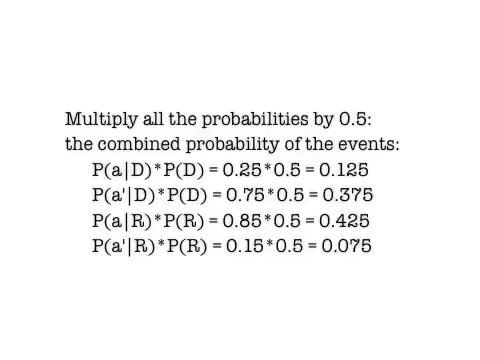 Multiply all the probabilities by 0.5:
the combined probability of the events:
P(a|D)*P(D) = 0.25*0.5 = 0.125
P(a'|D)*P(D) = 0.75*0.5 = 0.375
P(a|R)*P(R) = 0.85*0.5 = 0.425
P(a'|R)*P(R) = 0.15*0.5 = 0.075